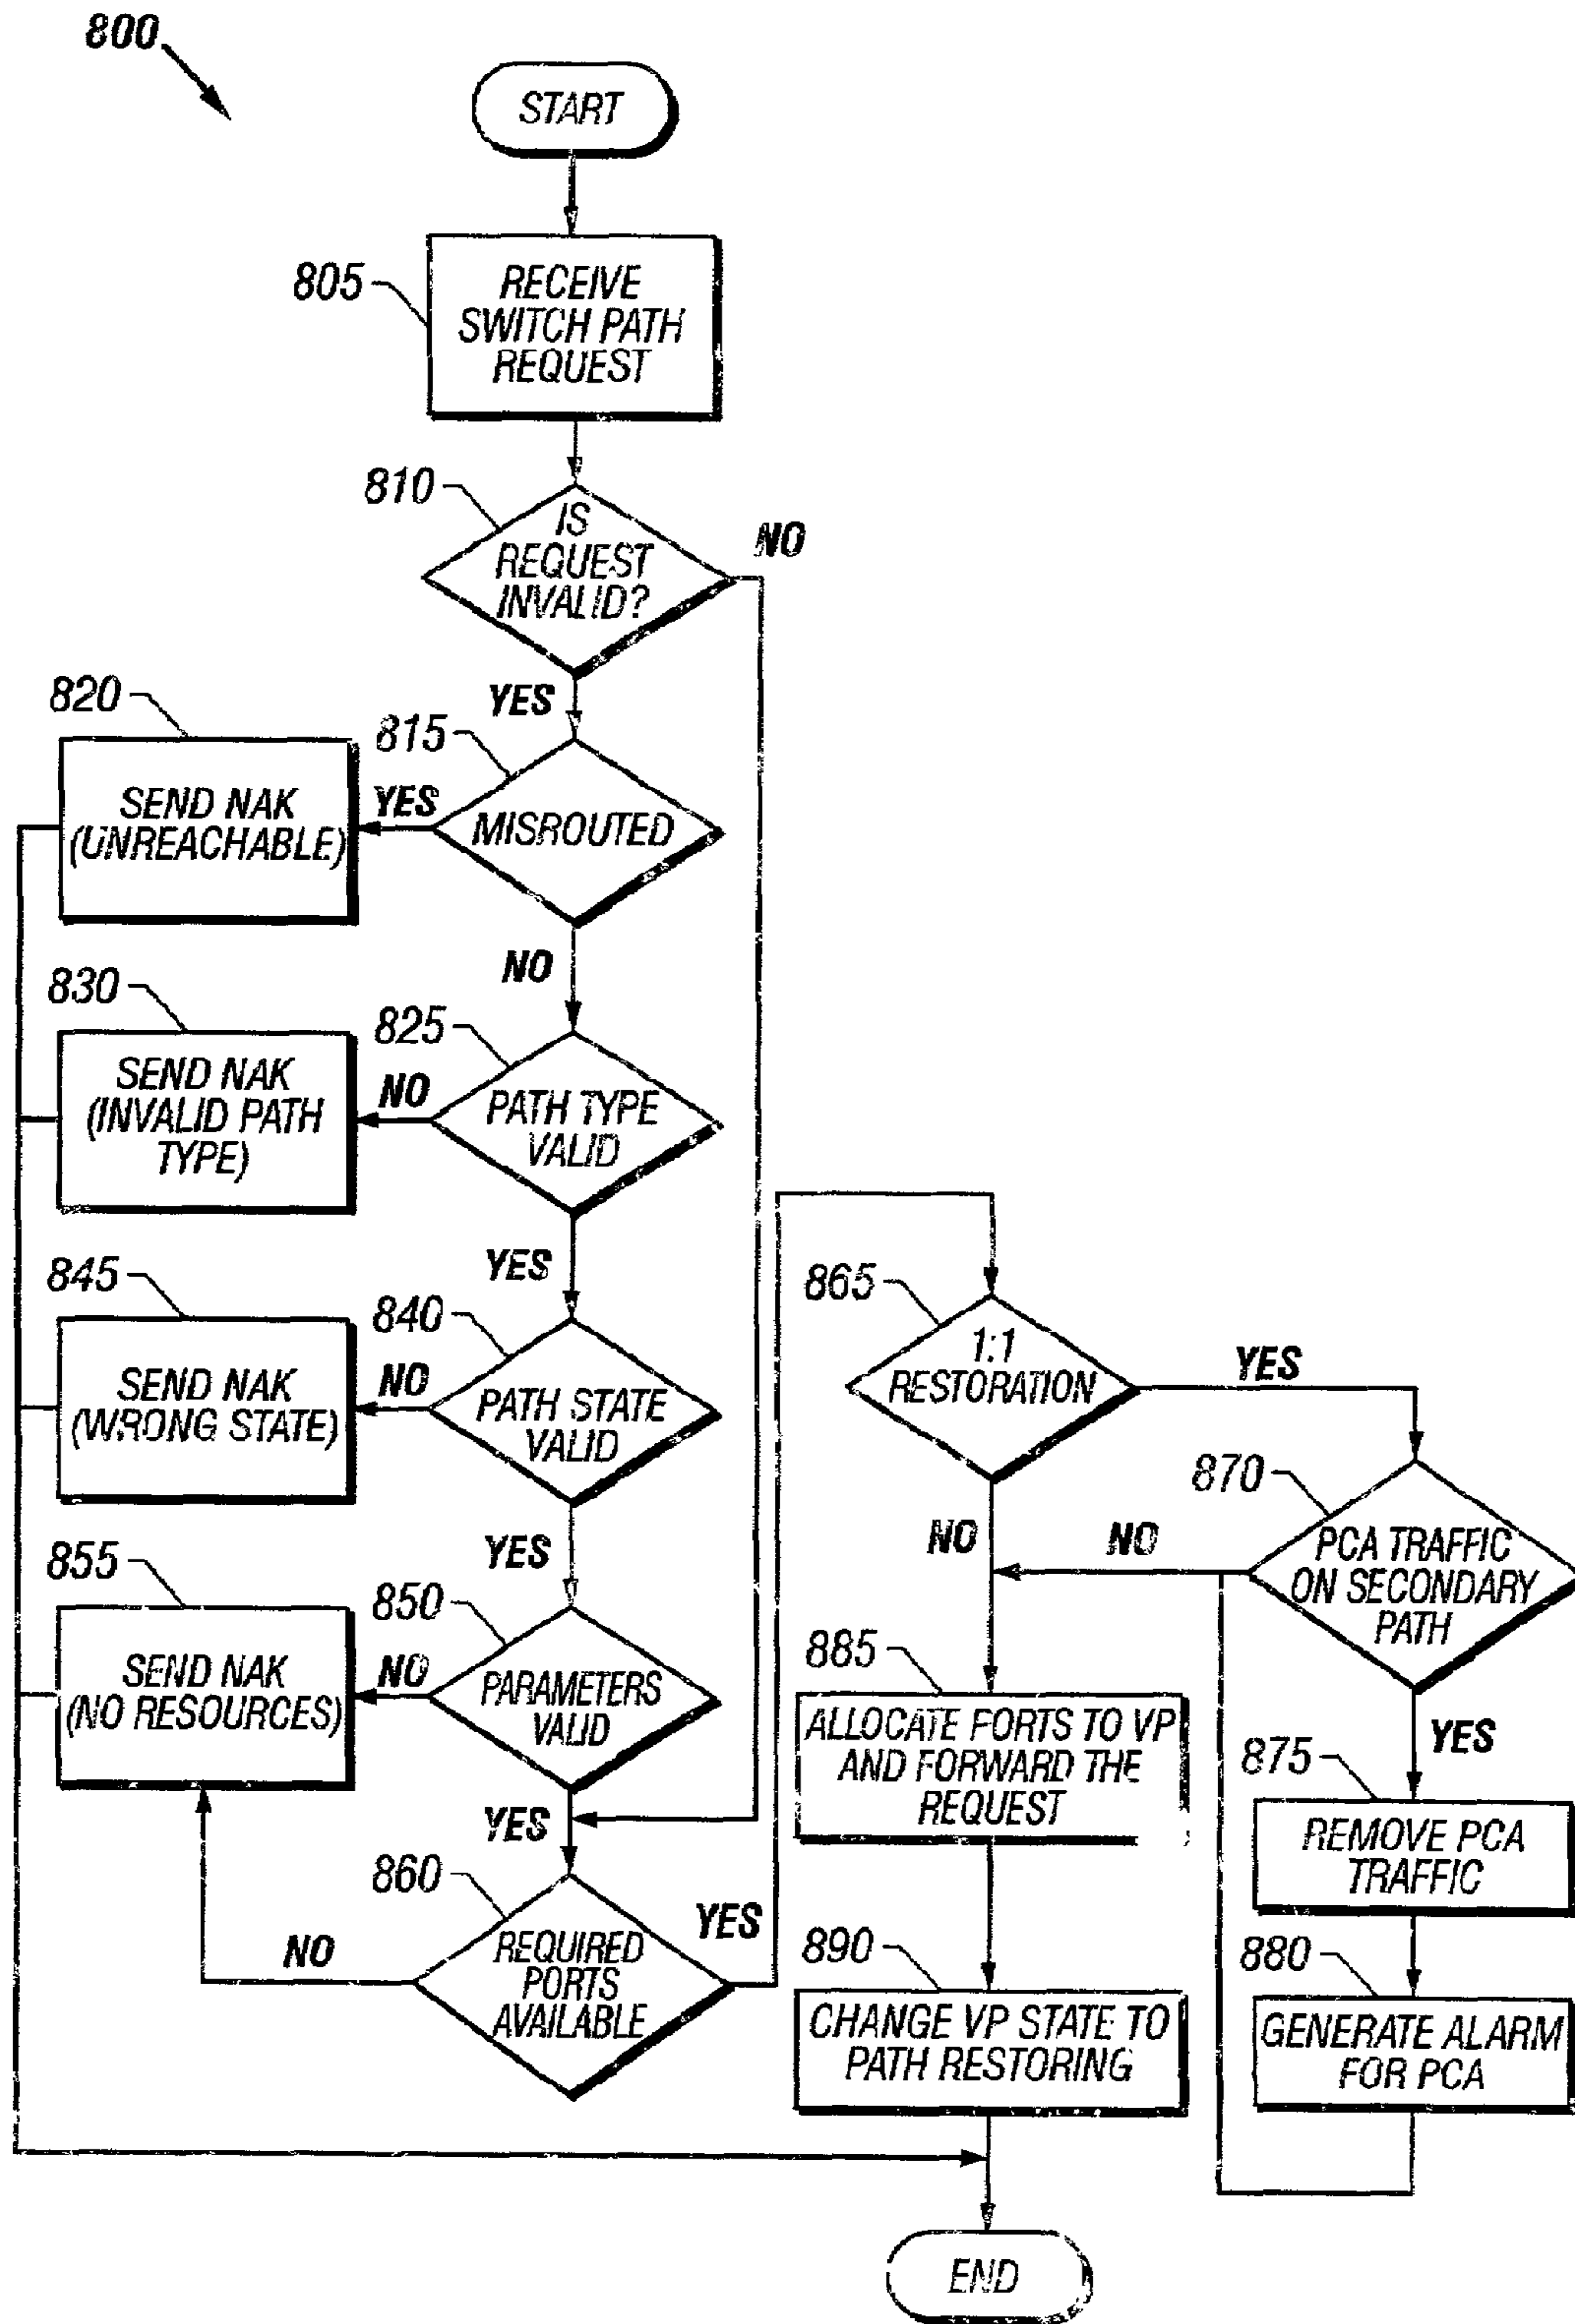 800
START
805
RECEIVE
SWITCH PATH
REQUEST
810
IS
REQUEST
INVALID?
NO
YES
820
815
SEND NAK
(UNREACHABLE)
YES
MISROUTED
NO
830
825
SEND NAK
(INVALID PATH
TYPE)
NO
PATH TYPE
VALID
YES
845
840
SEND NAK
(WRONG STATE)
NO
PATH STATE
VALID
YES
855
850
SEND NAK
(NO RESOURCES)
NO
PARAMETERS
VALID
YES
860
REQUIRED
PORTS
AVAILABLE
NO
YES
865
1:1
RESTORATION
YES
NO
870
PCA TRAFFIC
ON SECONDARY
PATH
NO
YES
885
ALLOCATE PORTS TO VP
AND FORWARD THE
REQUEST
875
REMOVE PCA
TRAFFIC
890
CHANGE VP STATE TO
PATH RESTORING
880
GENERATE ALARM
FOR PCA
END